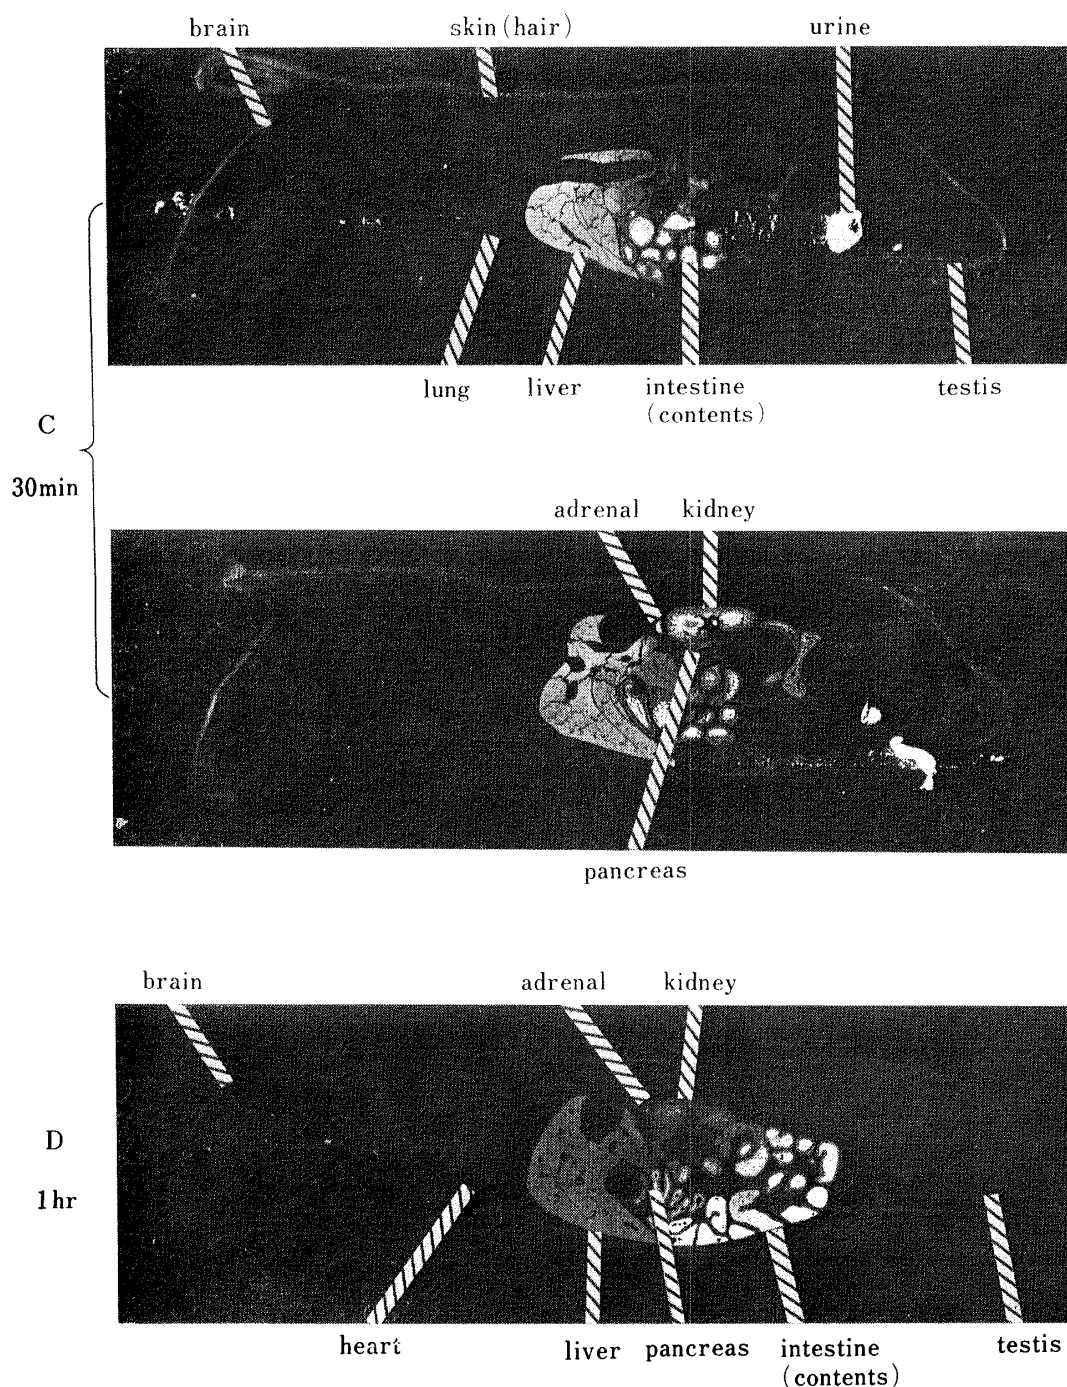 brain skin (hair) urine
lung liver intestine testis
(contents)
C
30min
adrenal kidney
pancreas
brain adrenal kidney
D
1hr
heart liver pancreas intestine testis
(contents)